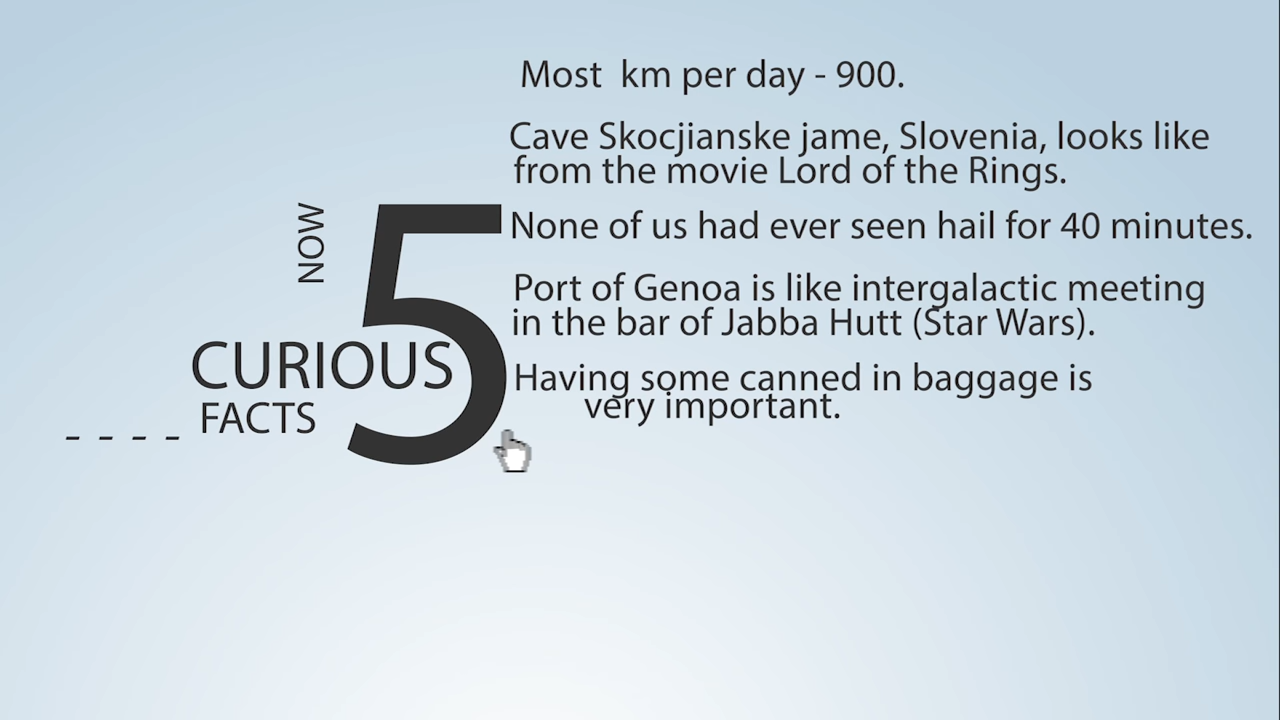 Most km per day - 900.
Cave Skocjianske jame, Slovenia, looks like
from the movie Lord of the Rings.
NOW
5
None of us had ever seen hail for 40 minutes.
Port of Genoa is like intergalactic meeting
in the bar of Jabba Hutt (Star Wars).
CURIOUS
FACTS
Having some canned in baggage is
very important.
- - - -